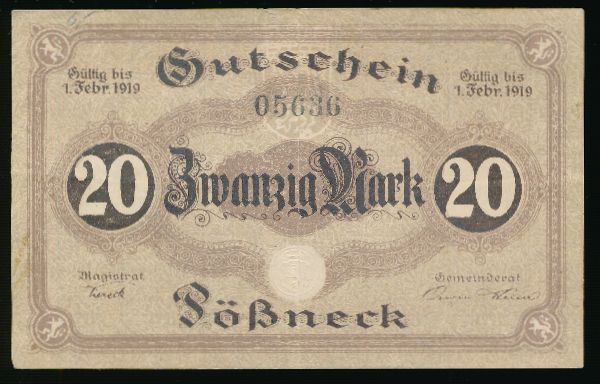 Gutschein
Gültig bis
1. Febr. 1919
Gültig bis
1. Febr. 1919
05636
20
Zwanzig Mark
20
Magistrat
Gemeinderat
Pößneck